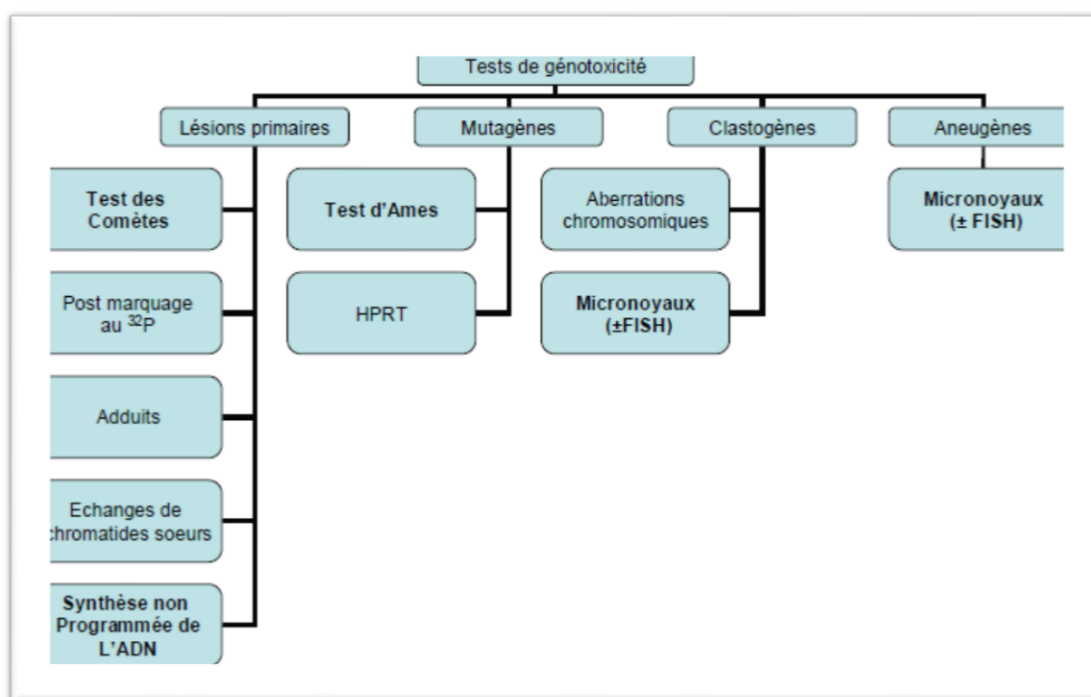 Tests de génotoxicité
Lésions primaires
Mutagènes
Clastogènes
Aneugènes
Test des
Comètes
Post marquage
au ³²P
Adduits
Echanges de
chromatides soeurs
Synthèse non
Programmée de
L'ADN
Test d'Ames
HPRT
Aberrations
chromosomiques
Micronoyaux
(±FISH)
Micronoyaux
(± FISH)